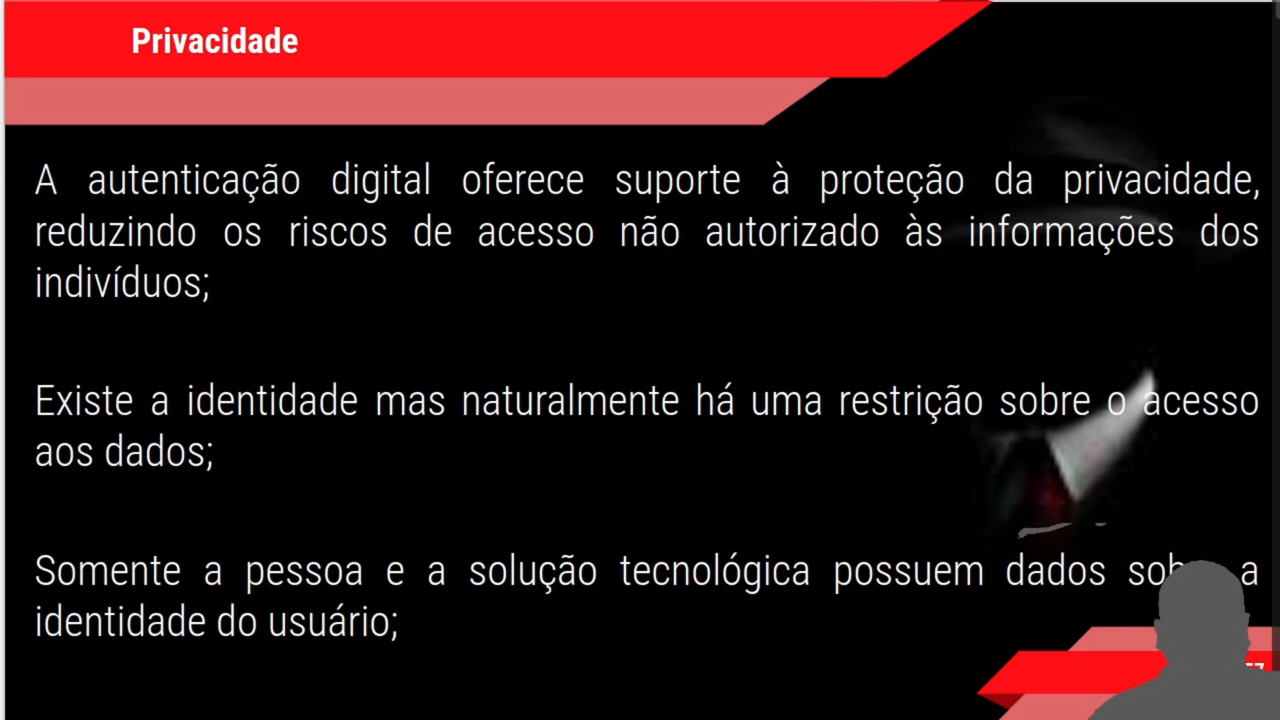 Privacidade
A autenticação digital oferece suporte à proteção da privacidade,
reduzindo os riscos de acesso não autorizado às informações dos
indivíduos;
Existe a identidade mas naturalmente há uma restrição sobre o acesso
aos dados;
Somente a pessoa e a solução tecnológica possuem dados a
identidade do usuário;